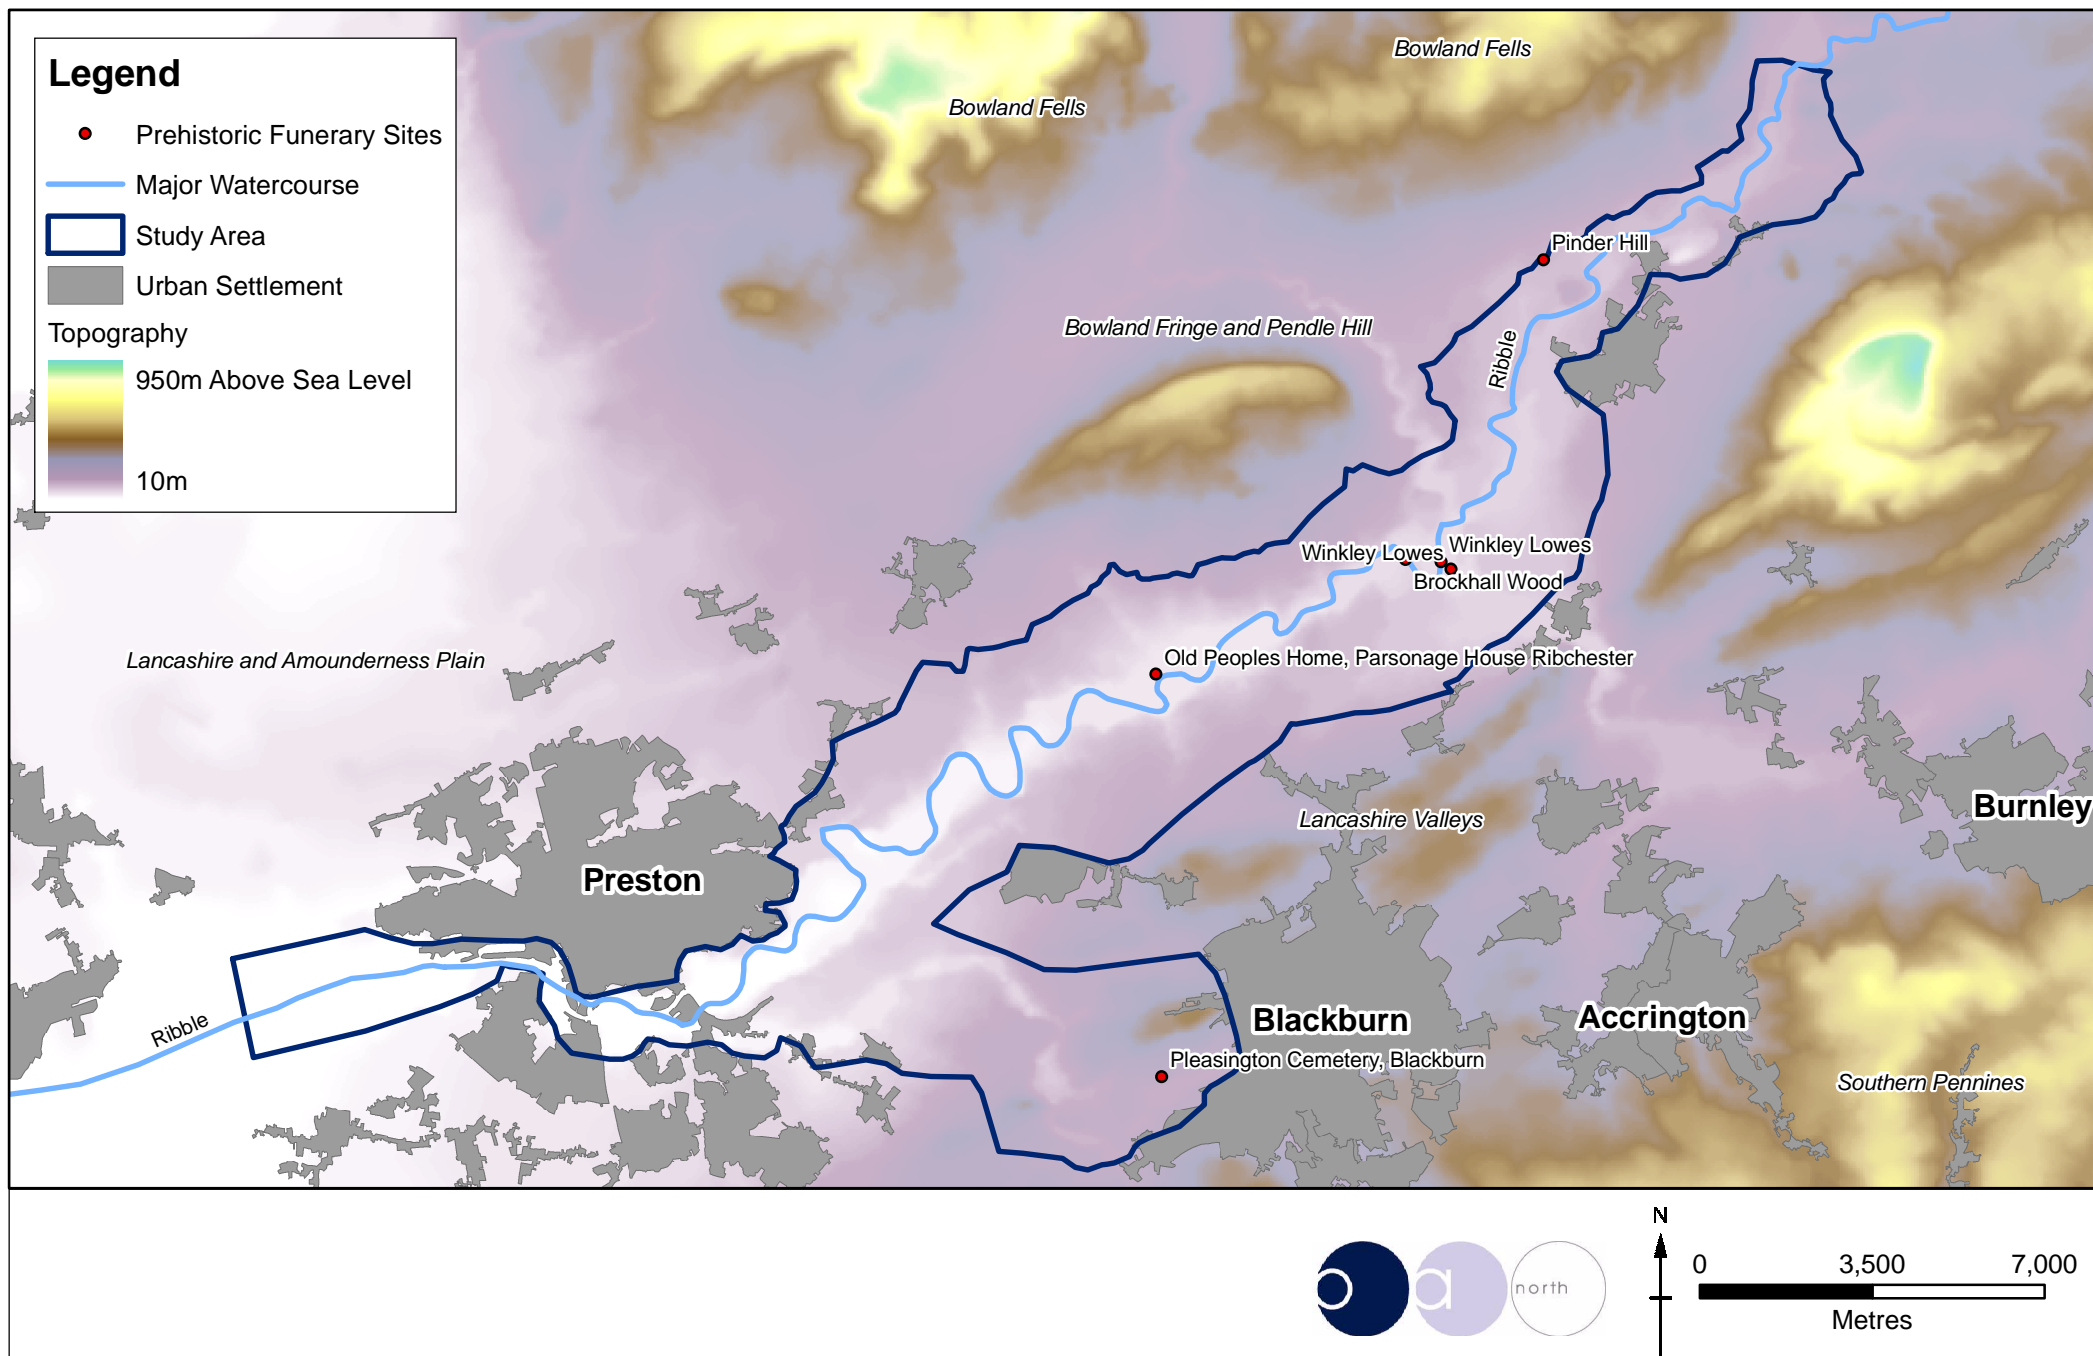 Legend
Prehistoric Funerary Sites
Major Watercourse
Study Area
Urban Settlement
Topography
950m Above Sea Level
10m
Bowland Fells
Bowland Fells
Pinder Hill
Bowland Fringe and Pendle Hill
Ribble
Winkley Lowes
Winkley Lowes
Brockhall Wood
Lancashire and Amounderness Plain
Old Peoples Home, Parsonage House Ribchester
Burnley
Lancashire Valleys
Preston
Blackburn
Accrington
Ribble
Pleasington Cemetery, Blackburn
Southern Pennines
o a north
N
0 3,500 7,000
Metres